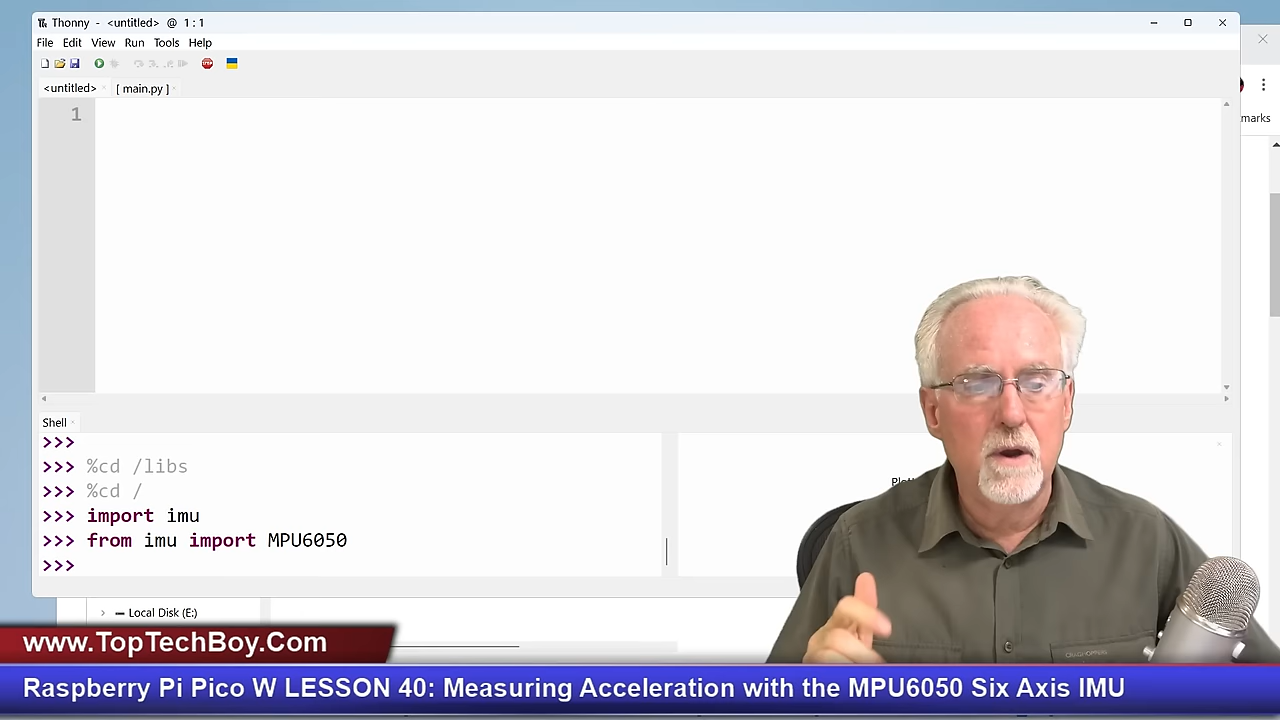 Thonny - <untitled> @ 1 : 1
File Edit View Run Tools Help
STOP
<untitled> × [ main.py ] ×
marks
1
Shell ×
>>>
>>> %cd /libs
>>> %cd /
>>> import imu
>>> from imu import MPU6050
>>>
Local Disk (E:)
www.TopTechBoy.Com
Raspberry Pi Pico W LESSON 40: Measuring Acceleration with the MPU6050 Six Axis IMU